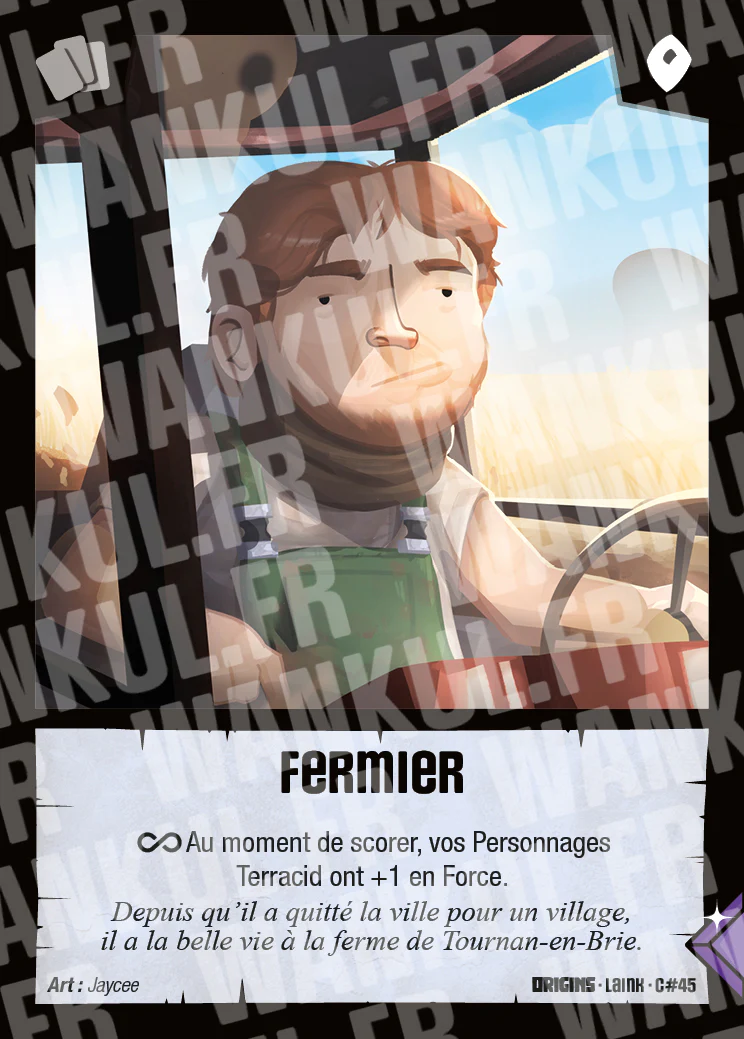 FERMIER
∞ Au moment de scorer, vos Personnages
Terracid ont +1 en Force.
Depuis qu'il a quitté la ville pour un village,
il a la belle vie à la ferme de Tournan-en-Brie.
Art : Jaycee
ORIGINS · LAINK · C#45
WANKUL.FR